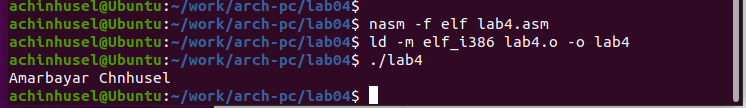 achinhusel@Ubuntu:~/work/arch-pc/lab04$
achinhusel@Ubuntu:~/work/arch-pc/lab04$ nasm -f elf lab4.asm
achinhusel@Ubuntu:~/work/arch-pc/lab04$ ld -m elf_i386 lab4.o -o lab4
achinhusel@Ubuntu:~/work/arch-pc/lab04$ ./lab4
Amarbayar Chnhusel
achinhusel@Ubuntu:~/work/arch-pc/lab04$